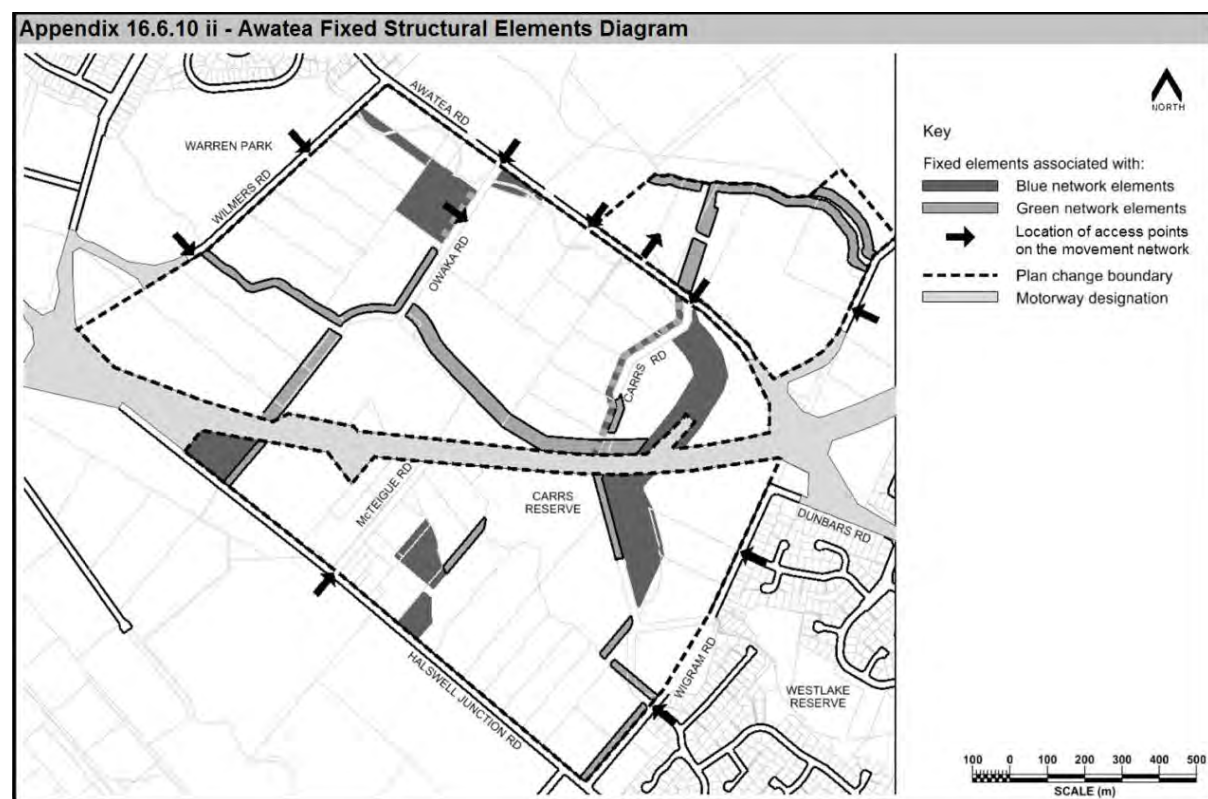 Appendix 16.6.10 ii - Awatea Fixed Structural Elements Diagram
AWATEA RD
WARREN PARK
WILMERS RD
OWAKA RD
CARRS RD
McTEIGUE RD
CARRS
RESERVE
DUNBARS RD
WIGRAM RD
HALSWELL JUNCTION RD
WESTLAKE
RESERVE
NORTH
Key
Fixed elements associated with:
Blue network elements
Green network elements
Location of access points
on the movement network
Plan change boundary
Motorway designation
100 0 100 200 300 400 500
SCALE (m)